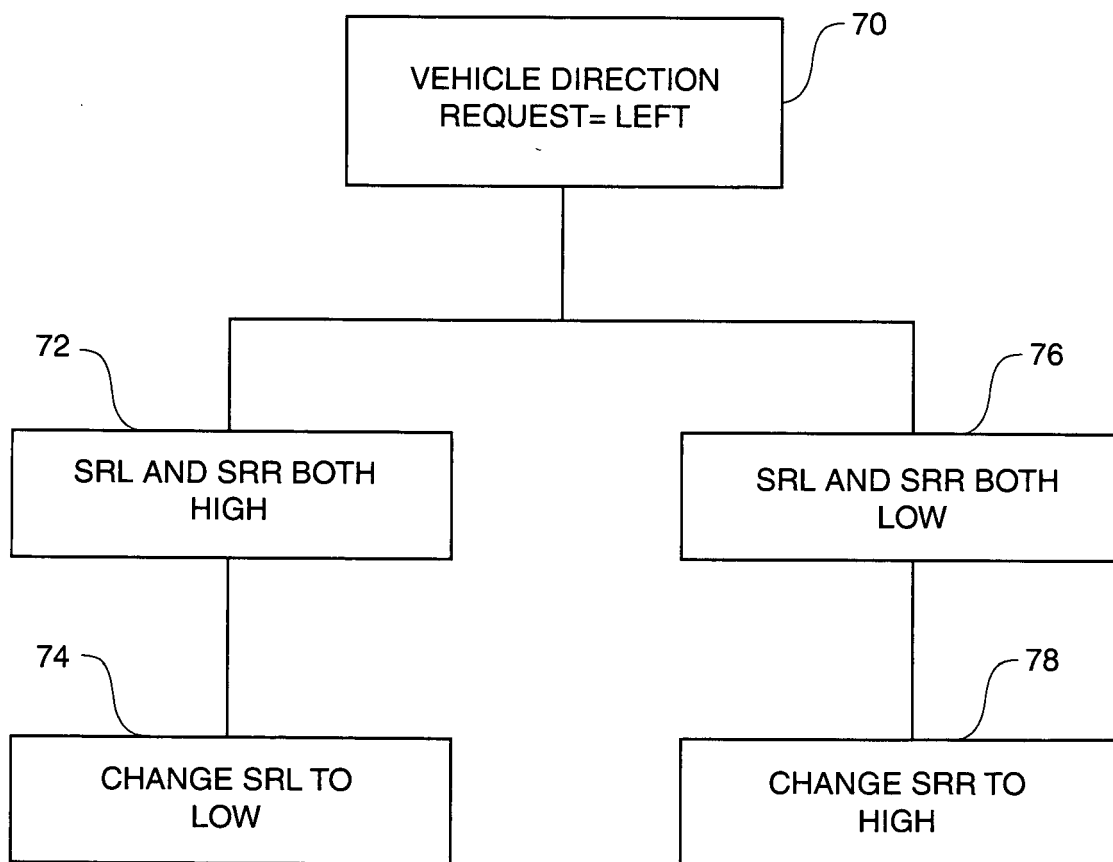 70
VEHICLE DIRECTION
REQUEST= LEFT
72
SRL AND SRR BOTH
HIGH
76
SRL AND SRR BOTH
LOW
74
CHANGE SRL TO
LOW
78
CHANGE SRR TO
HIGH